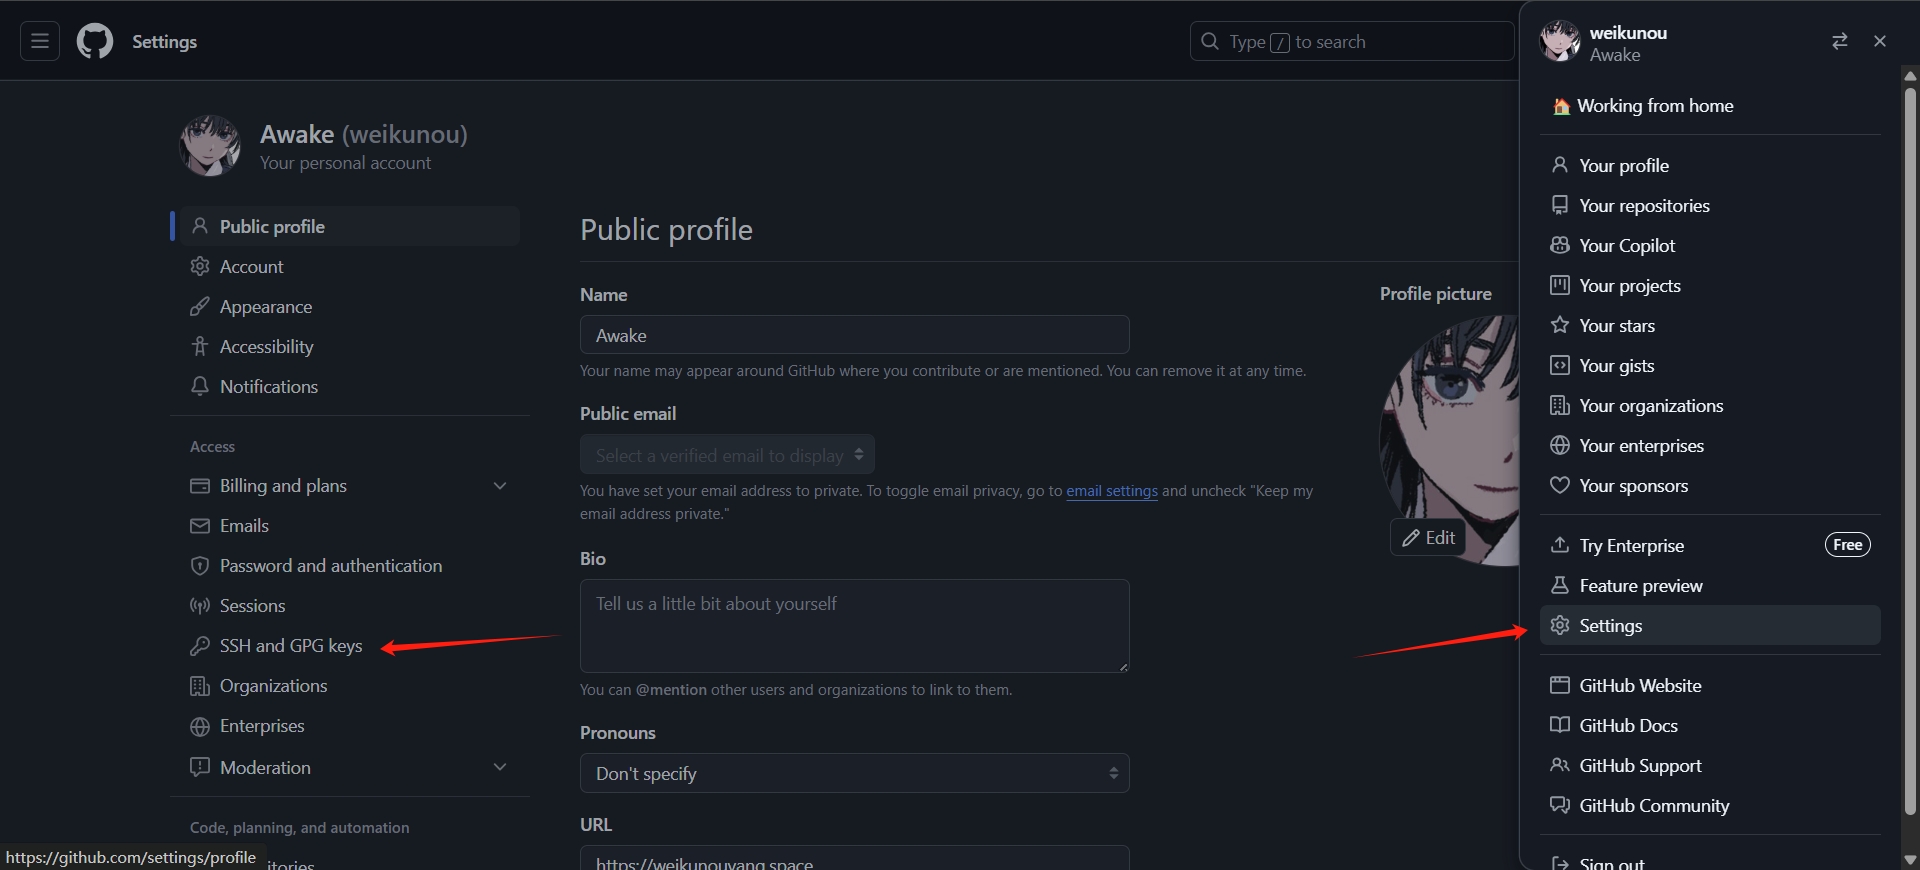 Settings
Type / to search
weikunou
Awake
Working from home
Your profile
Your repositories
Your Copilot
Your projects
Your stars
Your gists
Your organizations
Your enterprises
Your sponsors
Try Enterprise
Free
Feature preview
Settings
GitHub Website
GitHub Docs
GitHub Support
GitHub Community
Sign out
Awake (weikunou)
Your personal account
Public profile
Account
Appearance
Accessibility
Notifications
Access
Billing and plans
Emails
Password and authentication
Sessions
SSH and GPG keys
Organizations
Enterprises
Moderation
Code, planning, and automation
itories
https://github.com/settings/profile
Public profile
Name
Awake
Your name may appear around GitHub where you contribute or are mentioned. You can remove it at any time.
Public email
Select a verified email to display
You have set your email address to private. To toggle email privacy, go to email settings and uncheck "Keep my
email address private."
Bio
Tell us a little bit about yourself
You can @mention other users and organizations to link to them.
Pronouns
Don't specify
URL
https://weikunouyang.space
Profile picture
Edit